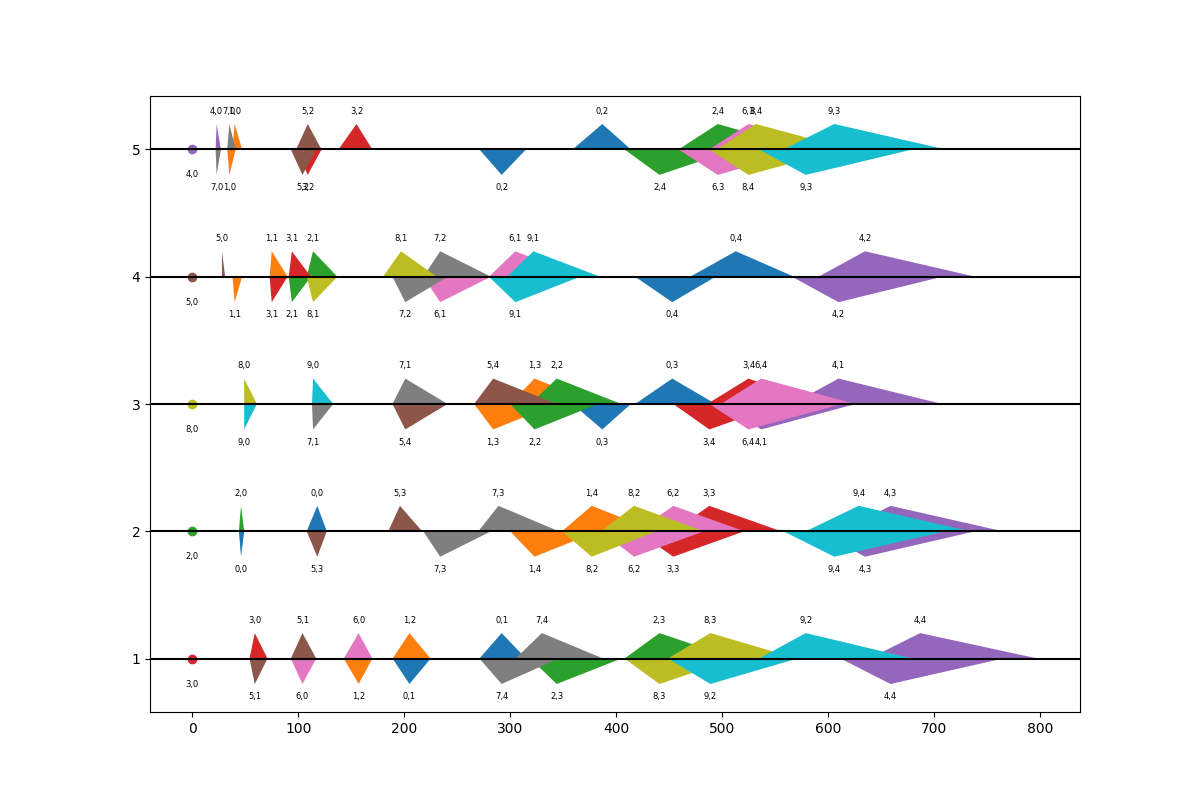 4,0 7,0 1,0 5,2 3,2 0,2 2,4 6,3 8,4 9,3
5
4,0 7,0 1,0 5,2 3,2 0,2 2,4 6,3 8,4 9,3
5,0 1,1 3,1 2,1 8,1 7,2 6,1 9,1 0,4 4,2
4
5,0 1,1 3,1 2,1 8,1 7,2 6,1 9,1 0,4 4,2
8,0 9,0 7,1 5,4 1,3 2,2 0,3 3,4 6,4 4,1
3
8,0 9,0 7,1 5,4 1,3 2,2 0,3 3,4 6,4 4,1
2,0 0,0 5,3 7,3 1,4 8,2 6,2 3,3 9,4 4,3
2
2,0 0,0 5,3 7,3 1,4 8,2 6,2 3,3 9,4 4,3
3,0 5,1 6,0 1,2 0,1 7,4 2,3 8,3 9,2 4,4
1
3,0 5,1 6,0 1,2 0,1 7,4 2,3 8,3 9,2 4,4
0 100 200 300 400 500 600 700 800